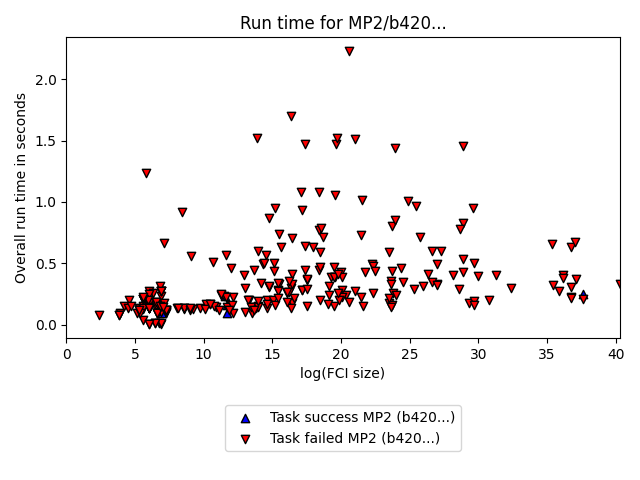 Run time for MP2/b420...
Overall run time in seconds
2.0
1.5
1.0
0.5
0.0
0 5 10 15 20 25 30 35 40
log(FCI size)
Task success MP2 (b420...)
Task failed MP2 (b420...)